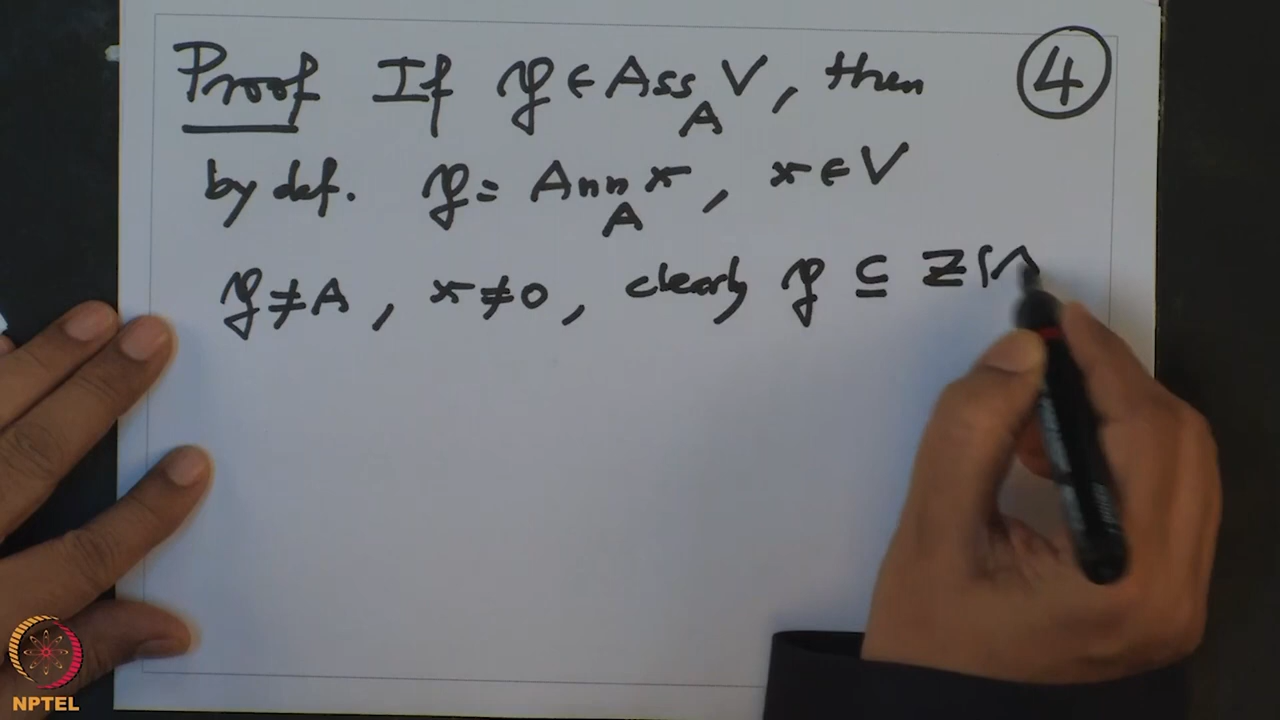 Proof If 𝔭 ∈ Ass_A V, then ④
by def. 𝔭 = Ann_A x, x ∈ V
𝔭 ≠ A, x ≠ 0, clearly 𝔭 ⊆ Z(
NPTEL